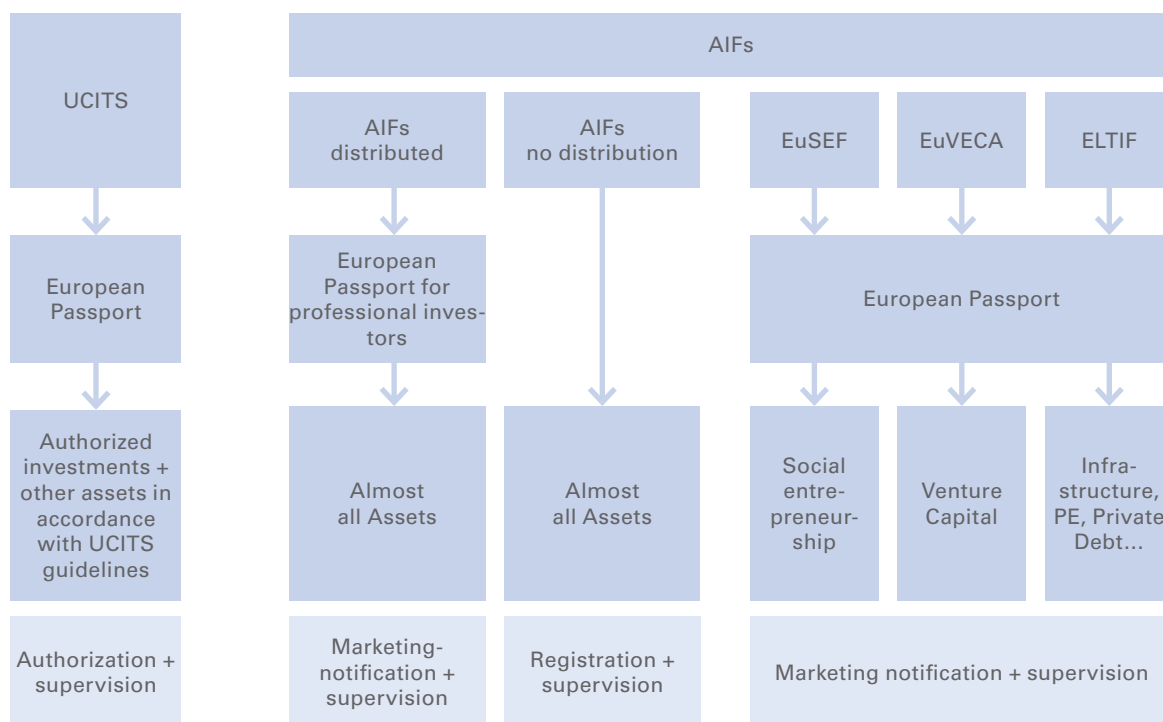 UCITS
AIFs
AIFs
distributed
AIFs
no distribution
EuSEF
EuVECA
ELTIF
European
Passport
European
Passport for
professional inves-
tors
European Passport
Authorized
investments +
other assets in
accordance
with UCITS
guidelines
Almost
all Assets
Almost
all Assets
Social
entre-
preneur-
ship
Venture
Capital
Infra-
structure,
PE, Private
Debt...
Authorization +
supervision
Marketing-
notification +
supervision
Registration +
supervision
Marketing notification + supervision